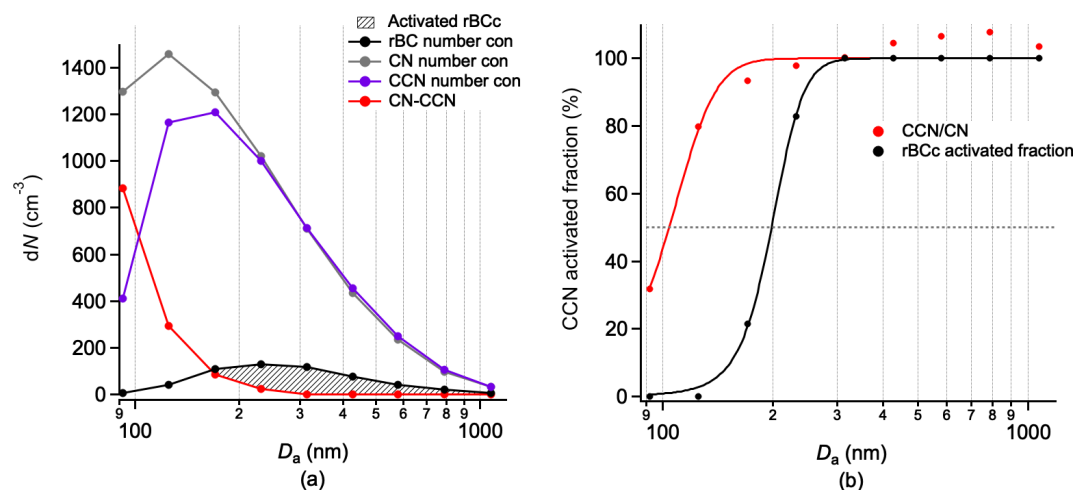 Activated rBCc
rBC number con
CN number con
CCN number con
CN-CCN
1400
1200
1000
800
600
400
200
0
dN (cm⁻³)
9
100
2
3
4
5
6
7
8
9
1000
Dₐ (nm)
(a)
100
80
60
40
20
0
CCN activated fraction (%)
CCN/CN
rBCc activated fraction
9
100
2
3
4
5
6
7
8
9
1000
Dₐ (nm)
(b)